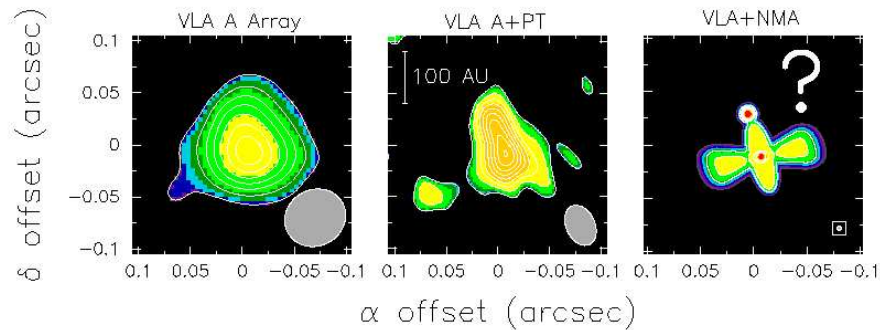 VLA A Array
VLA A+PT
VLA+NMA
δ offset (arcsec)
0.1
0.05
0
-0.05
-0.1
100 AU
?
0.1 0.05 0 -0.05 -0.1
0.1 0.05 0 -0.05 -0.1
0.1 0.05 0 -0.05 -0.1
α offset (arcsec)